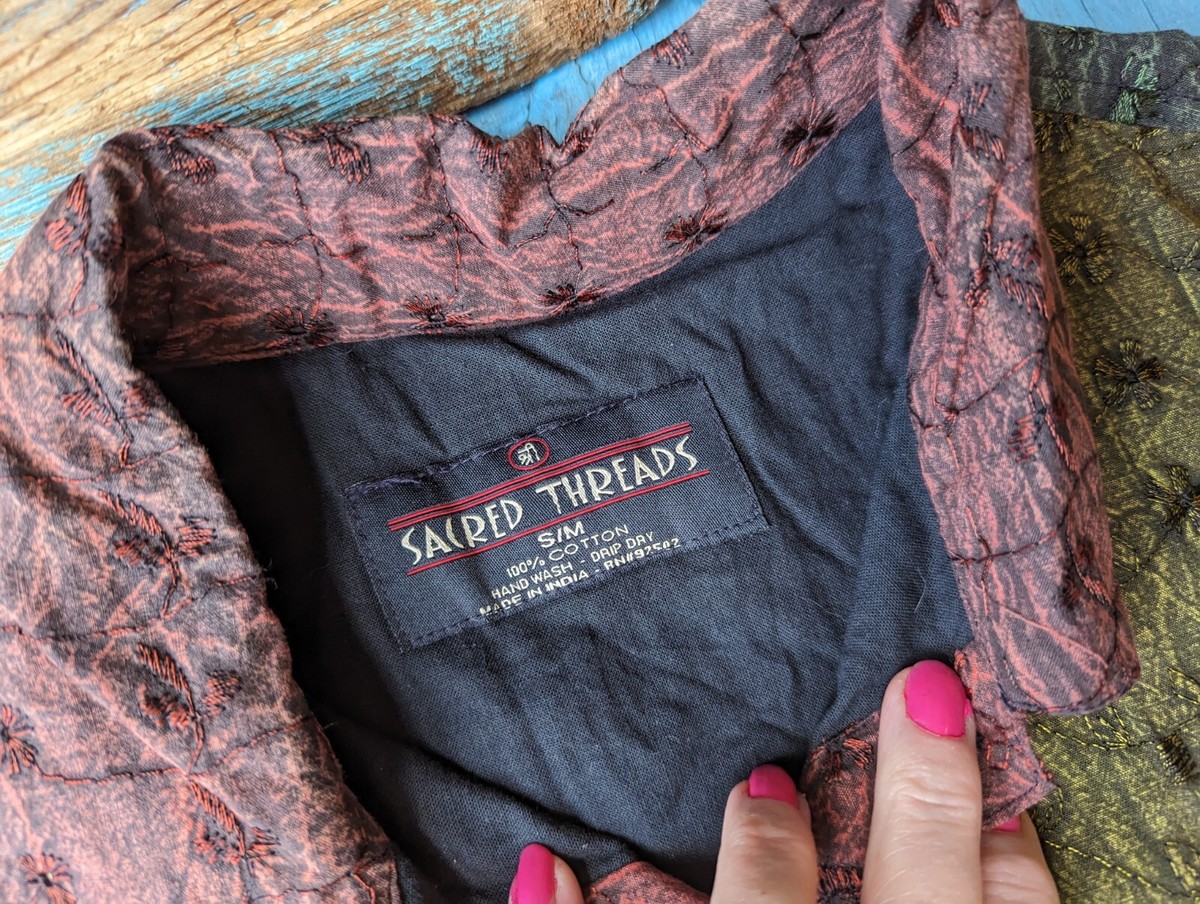 श्री
SACRED THREADS
S/M
100% COTTON
HAND WASH - DRIP DRY
MADE IN INDIA - RN#92502